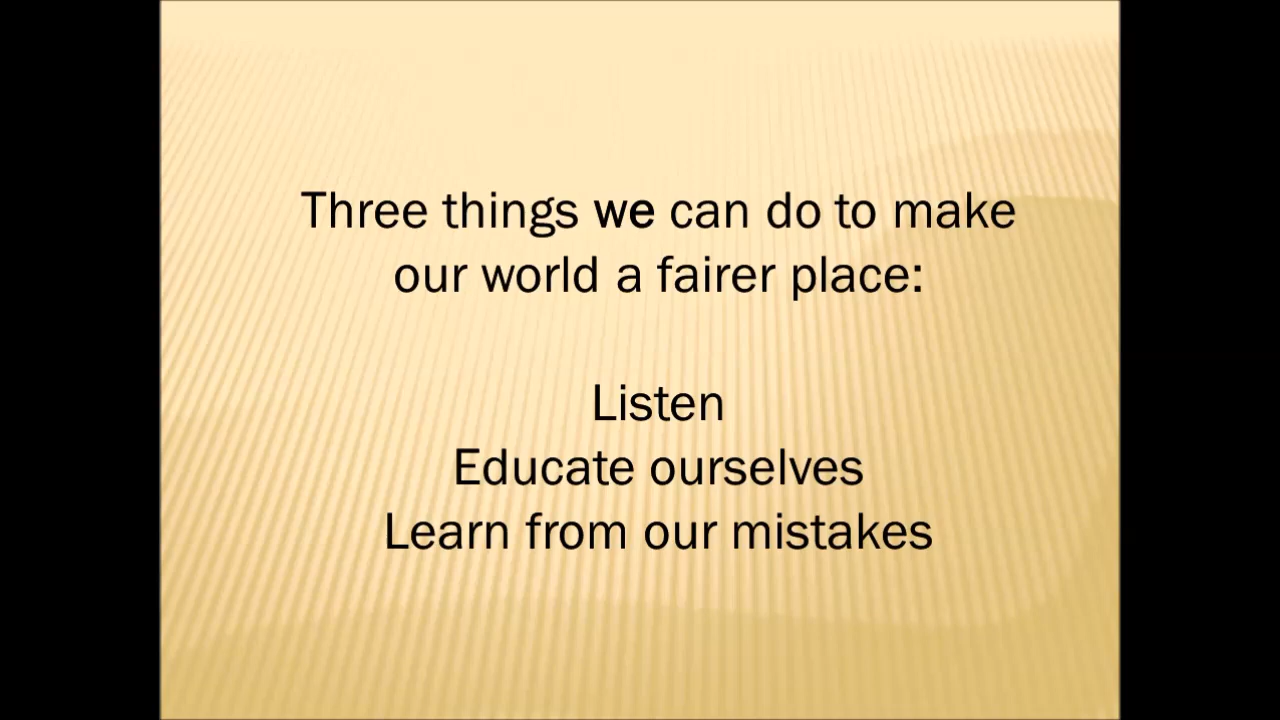 Three things we can do to make
our world a fairer place:
Listen
Educate ourselves
Learn from our mistakes